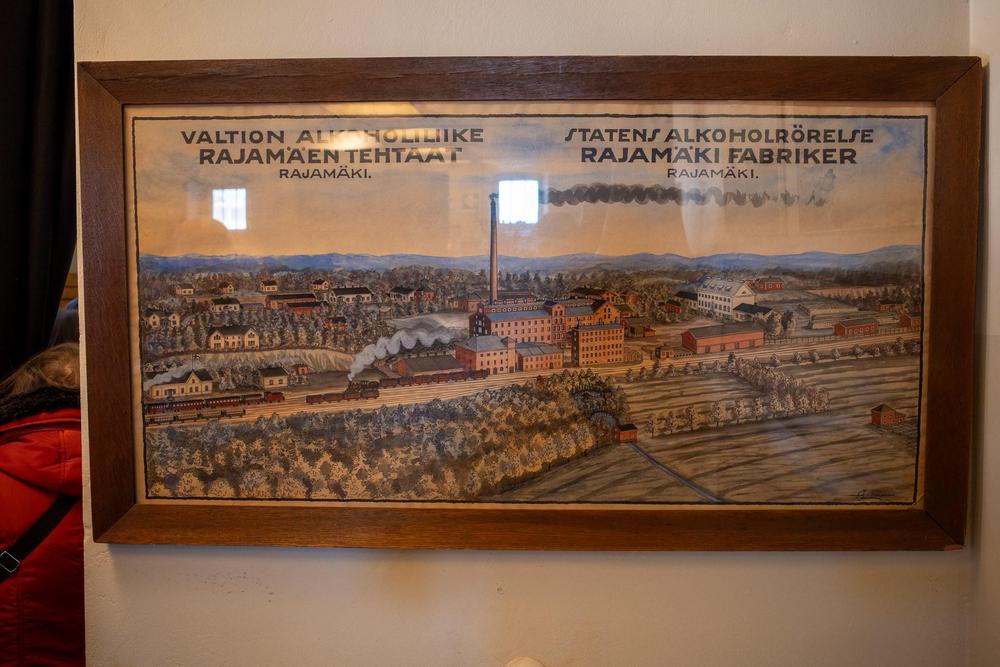 VALTION ALKOHOLILIIKE
RAJAMÄEN TEHTAAT
RAJAMÄKI.
STATENS ALKOHOLRÖRELSE
RAJAMÄKI FABRIKER
RAJAMÄKI.